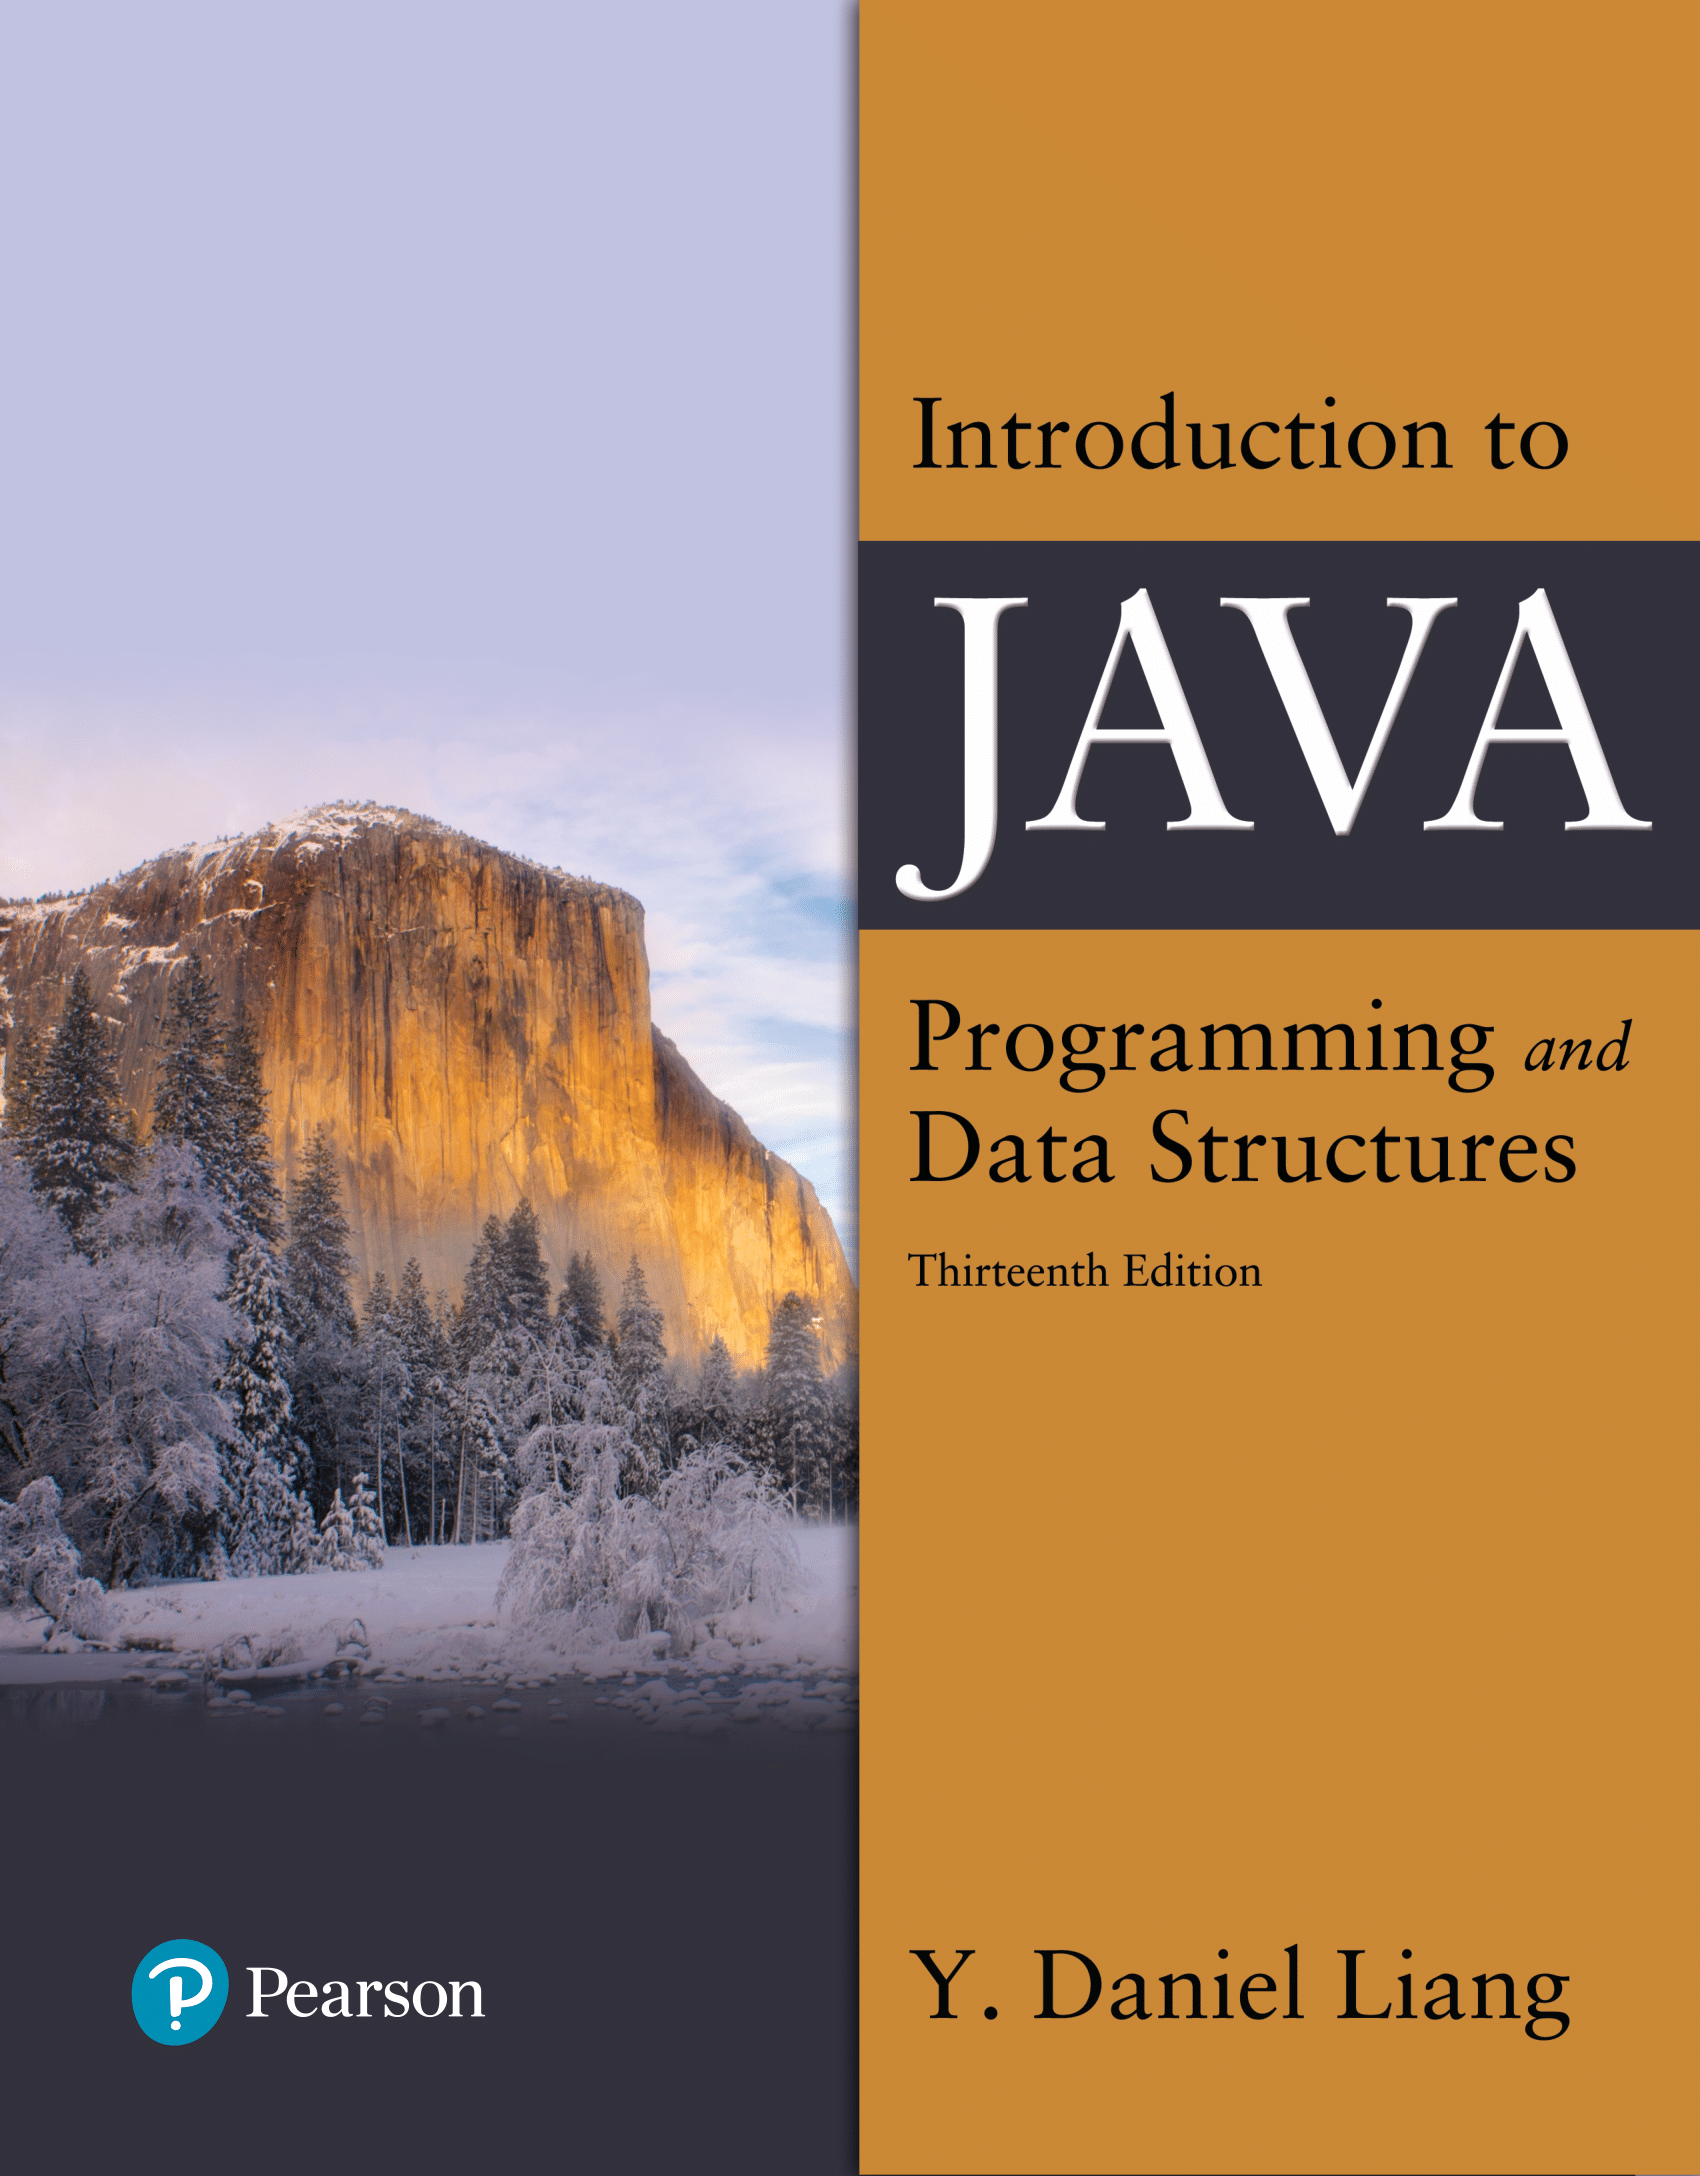 Introduction to
JAVA
Programming and
Data Structures
Thirteenth Edition
Y. Daniel Liang
Pearson